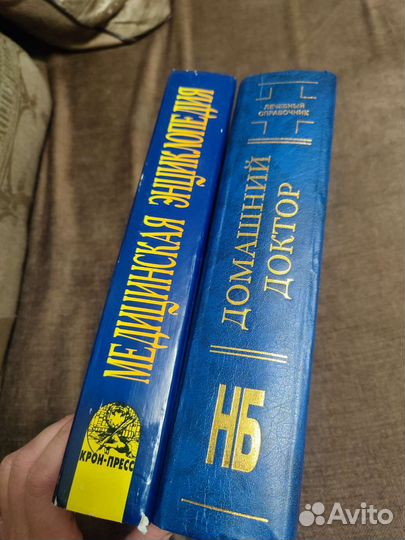 МЕДИЦИНСКАЯ ЭНЦИКЛОПЕДИЯ
КРОН-ПРЕСС
ЛЕЧЕБНЫЙ
СПРАВОЧНИК
ДОМАШНИЙ
ДОКТОР
НБ
Avito